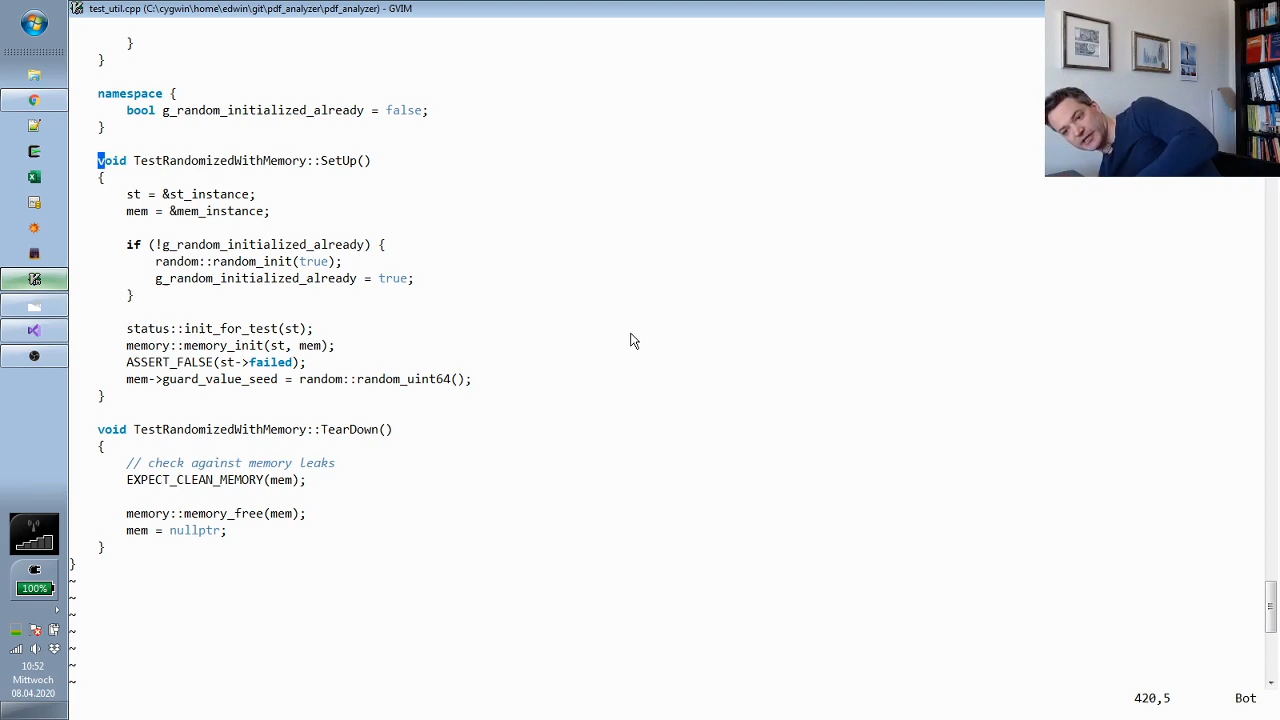 test_util.cpp (C:\cygwin\home\edwin\git\pdf_analyzer\pdf_analyzer) - GVIM
}
}
namespace {
bool g_random_initialized_already = false;
}
void TestRandomizedWithMemory::SetUp()
{
st = &st_instance;
mem = &mem_instance;
if (!g_random_initialized_already) {
random::random_init(true);
g_random_initialized_already = true;
}
status::init_for_test(st);
memory::memory_init(st, mem);
ASSERT_FALSE(st->failed);
mem->guard_value_seed = random::random_uint64();
}
void TestRandomizedWithMemory::TearDown()
{
// check against memory leaks
EXPECT_CLEAN_MEMORY(mem);
memory::memory_free(mem);
mem = nullptr;
}
}
~
~
~
~
~
~
~
420,5 Bot
100%
10:52
Mittwoch
08.04.2020